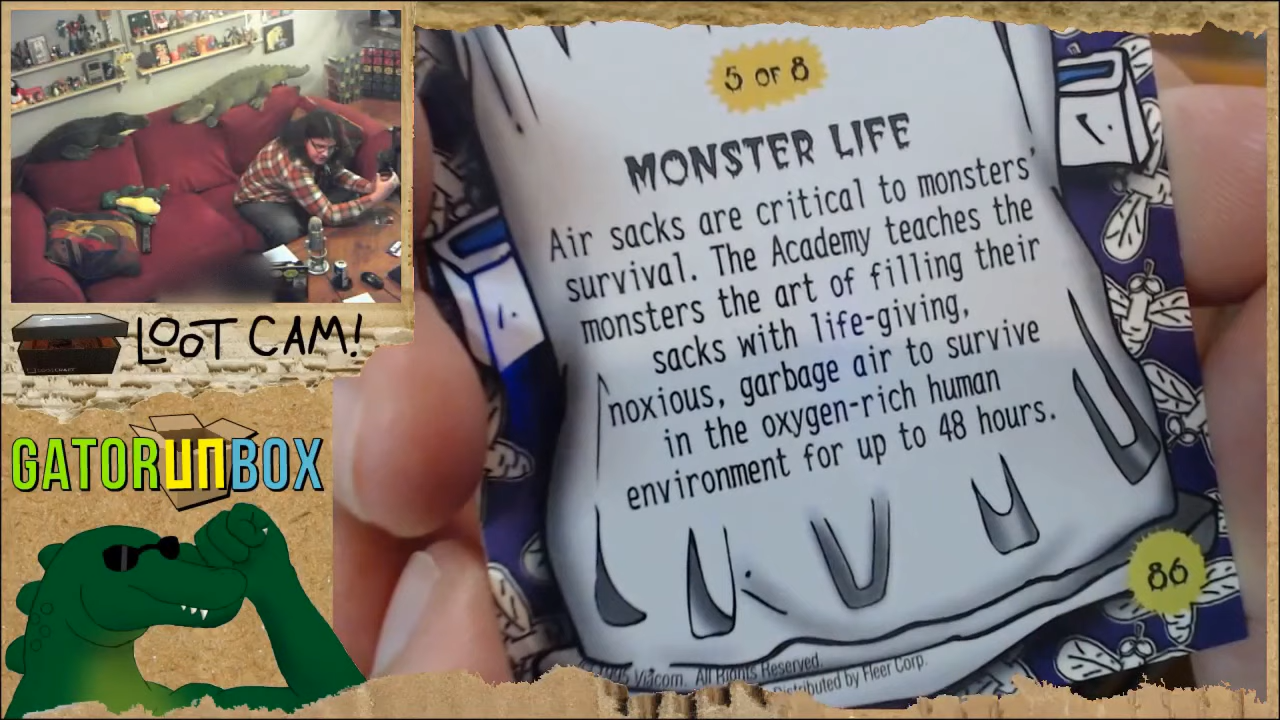 5 OF 8
MONSTER LIFE
Air sacks are critical to monsters'
survival. The Academy teaches the
monsters the art of filling their
sacks with life-giving,
noxious, garbage air to survive
in the oxygen-rich human
environment for up to 48 hours.
86
Viacom. All Rights Reserved.
Distributed by Fleer Corp.
LOOT CAM!
GATORUNBOX